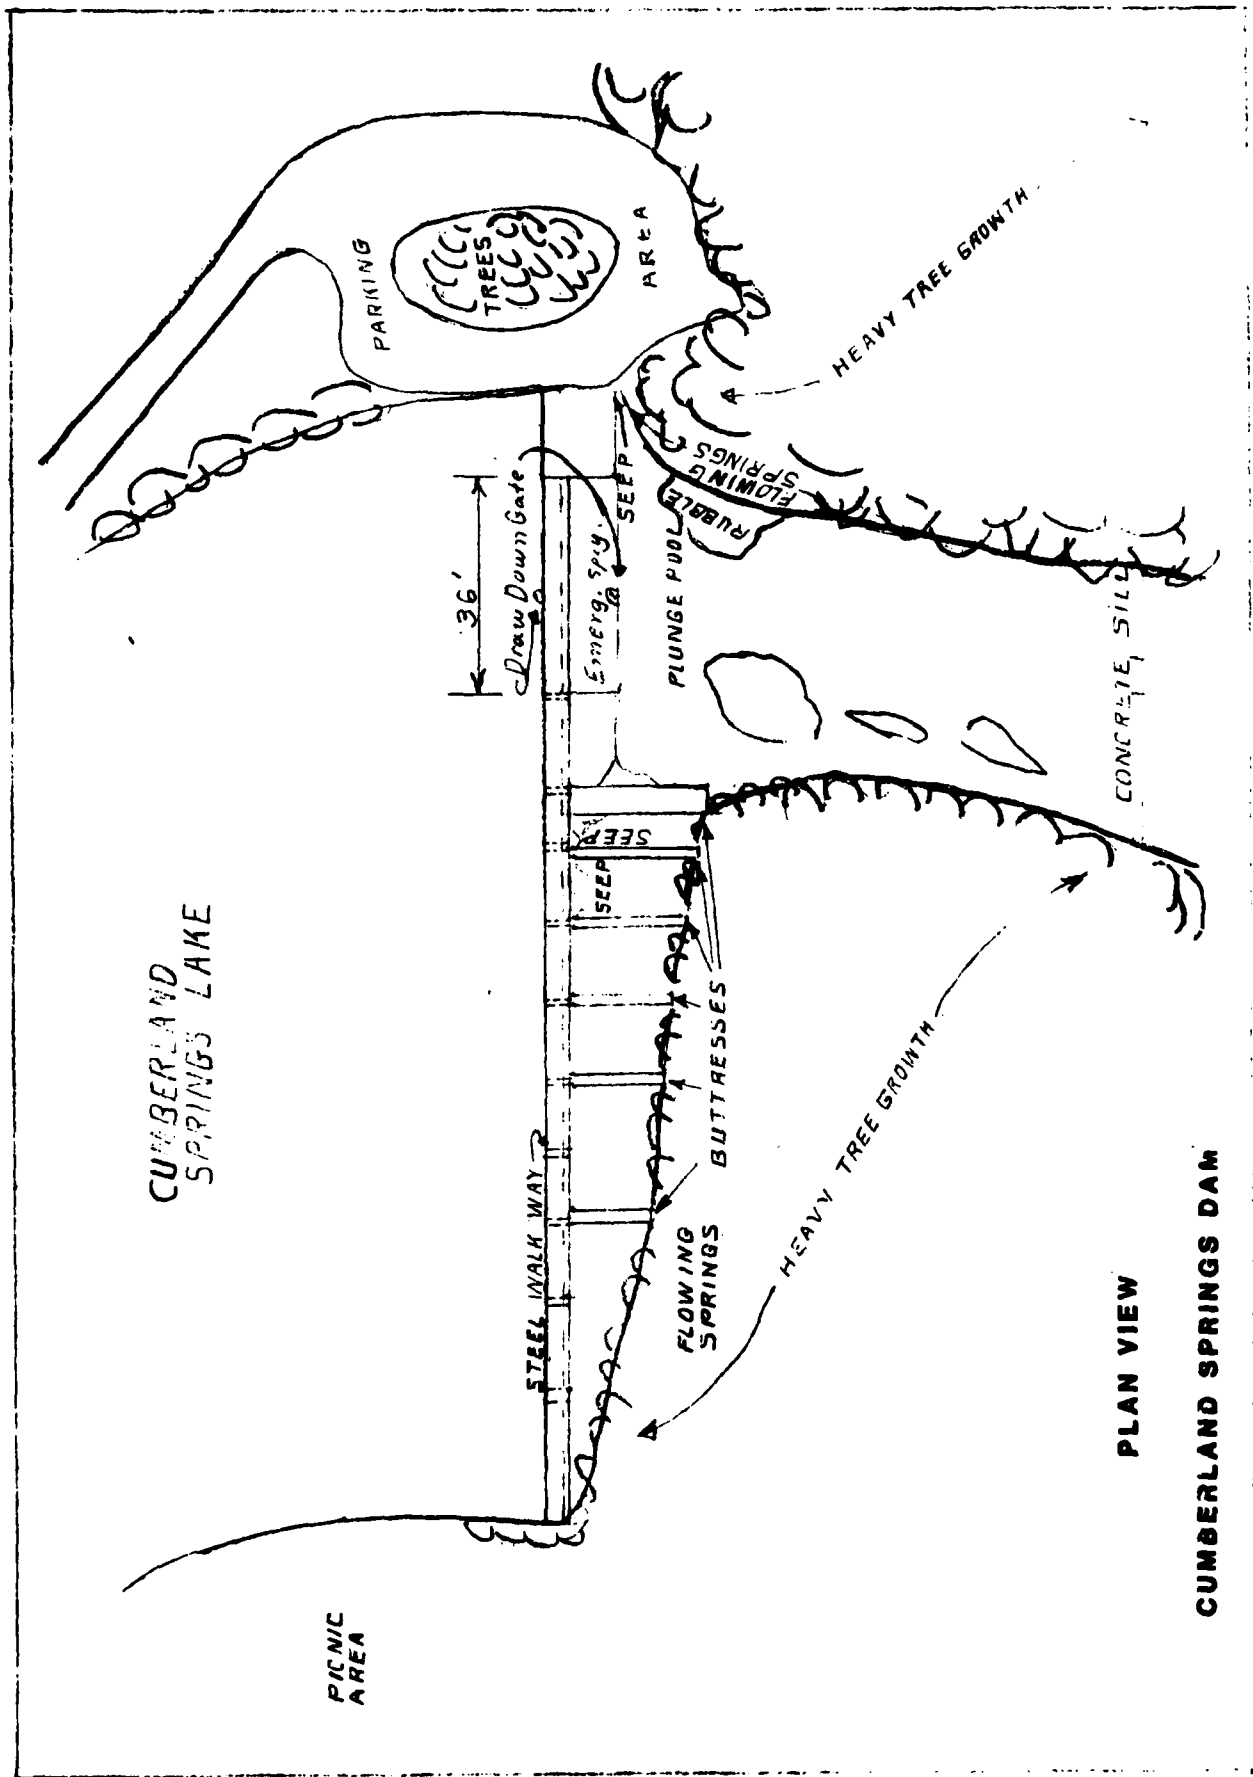 CUMBERLAND
SPRINGS LAKE
PICNIC
AREA
PARKING
AREA
TREES
36'
Draw Down Gate
Emerg. Spwy.
SEEP
STEEL WALK WAY
SEEP
SEEP
PLUNGE POOL
RUBBLE
FLOWING
SPRINGS
HEAVY TREE GROWTH
FLOWING
SPRINGS
BUTTRESSES
HEAVY TREE GROWTH
CONCRETE SILL
PLAN VIEW
CUMBERLAND SPRINGS DAM